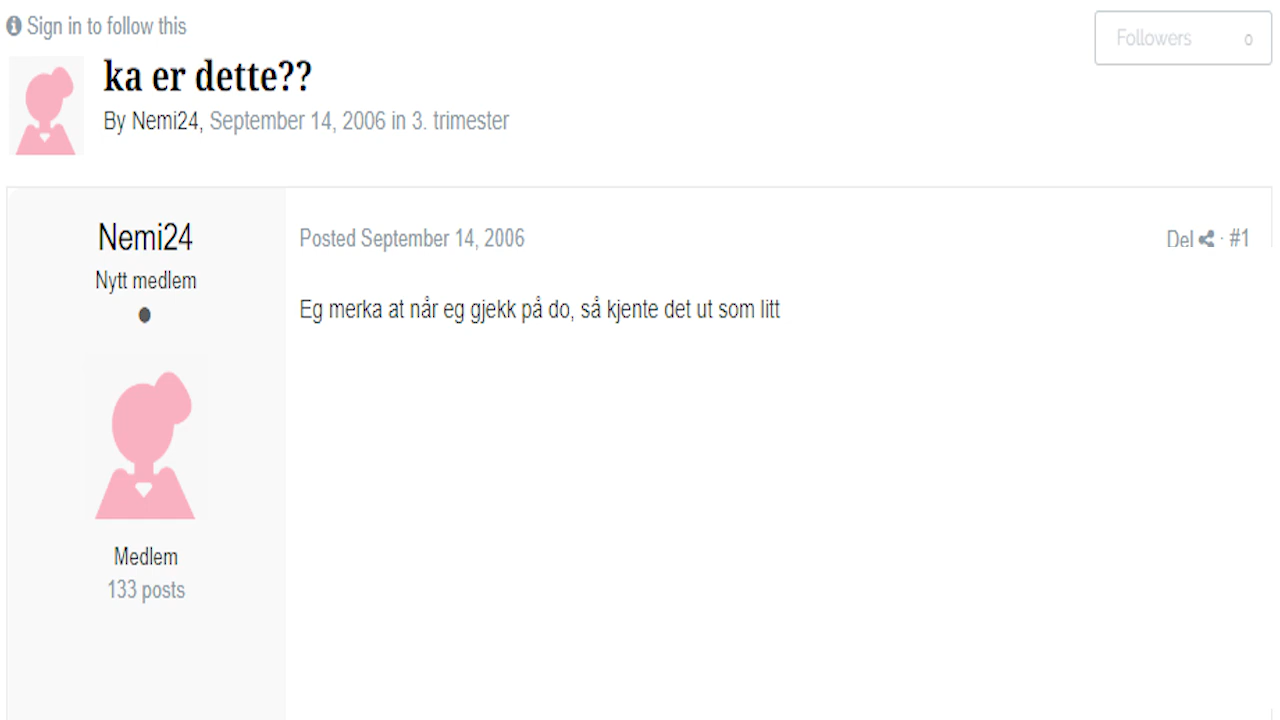 Sign in to follow this
Followers 0
ka er dette??
By Nemi24, September 14, 2006 in 3. trimester
Nemi24
Nytt medlem
Medlem
133 posts
Posted September 14, 2006
Del · #1
Eg merka at når eg gjekk på do, så kjente det ut som litt